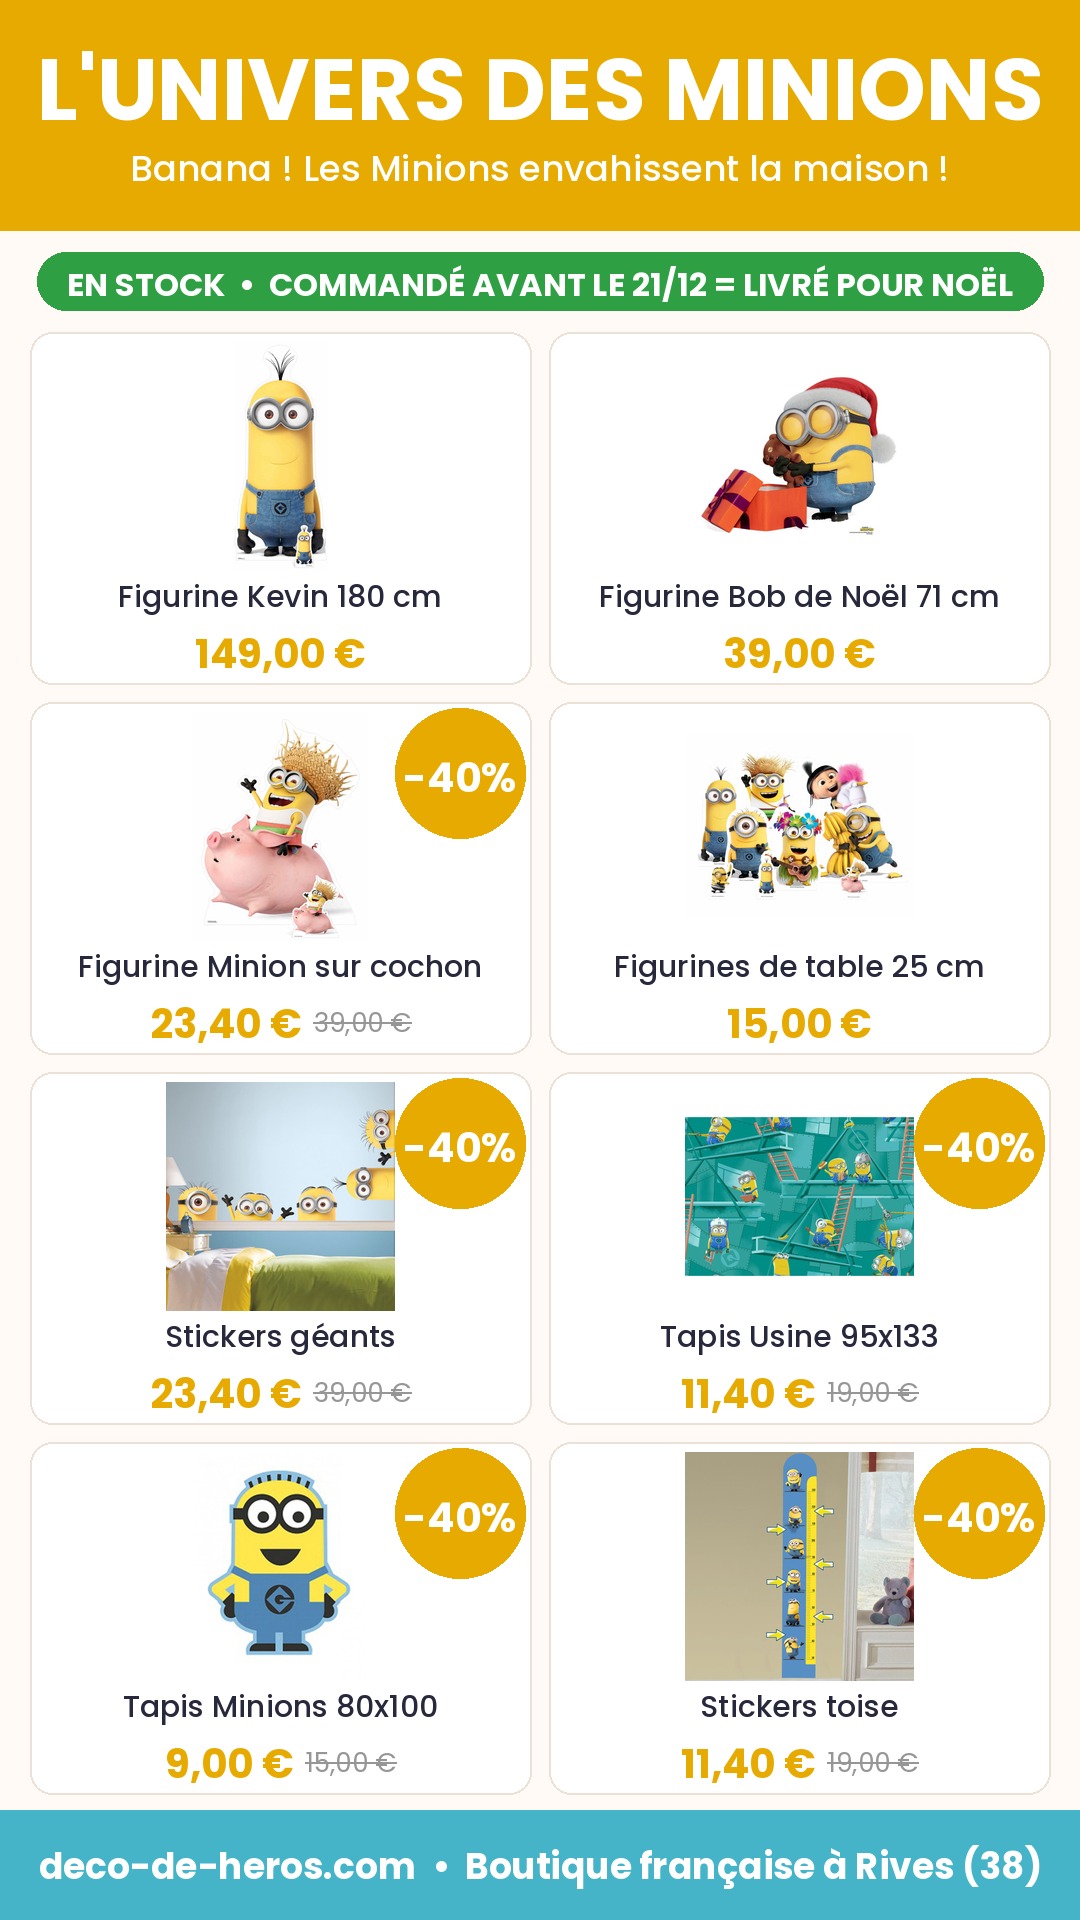 L'UNIVERS DES MINIONS
Banana ! Les Minions envahissent la maison !
EN STOCK • COMMANDÉ AVANT LE 21/12 = LIVRÉ POUR NOËL
Figurine Kevin 180 cm
149,00 €
Figurine Bob de Noël 71 cm
39,00 €
-40%
Figurine Minion sur cochon
23,40 € 39,00 €
Figurines de table 25 cm
15,00 €
-40%
Stickers géants
23,40 € 39,00 €
-40%
Tapis Usine 95x133
11,40 € 19,00 €
-40%
Tapis Minions 80x100
9,00 € 15,00 €
-40%
Stickers toise
11,40 € 19,00 €
deco-de-heros.com • Boutique française à Rives (38)